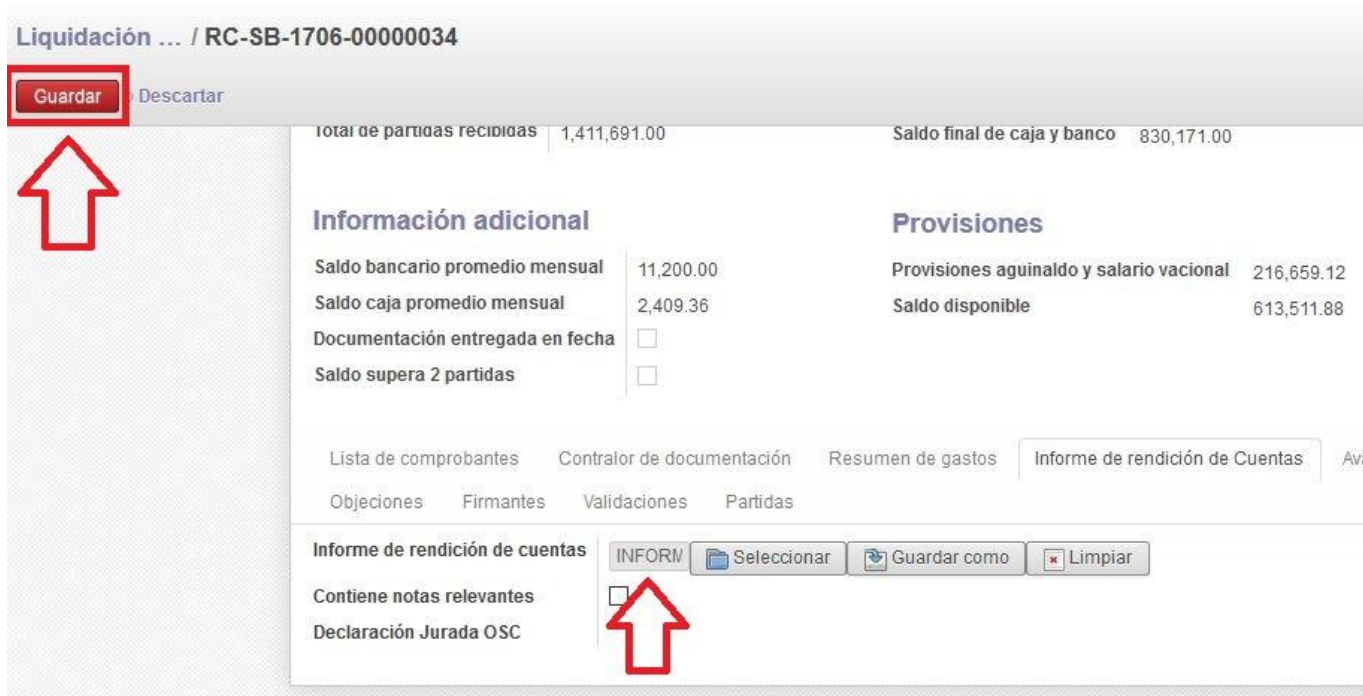 Liquidación ... / RC-SB-1706-00000034
Guardar o Descartar
Total de partidas recibidas 1,411,691.00 Saldo final de caja y banco 830,171.00
Información adicional Provisiones
Saldo bancario promedio mensual 11,200.00 Provisiones aguinaldo y salario vacional 216,659.12
Saldo caja promedio mensual 2,409.36 Saldo disponible 613,511.88
Documentación entregada en fecha
Saldo supera 2 partidas
Lista de comprobantes Contralor de documentación Resumen de gastos Informe de rendición de Cuentas
Objeciones Firmantes Validaciones Partidas
Informe de rendición de cuentas INFORM Seleccionar Guardar como Limpiar
Contiene notas relevantes
Declaración Jurada OSC